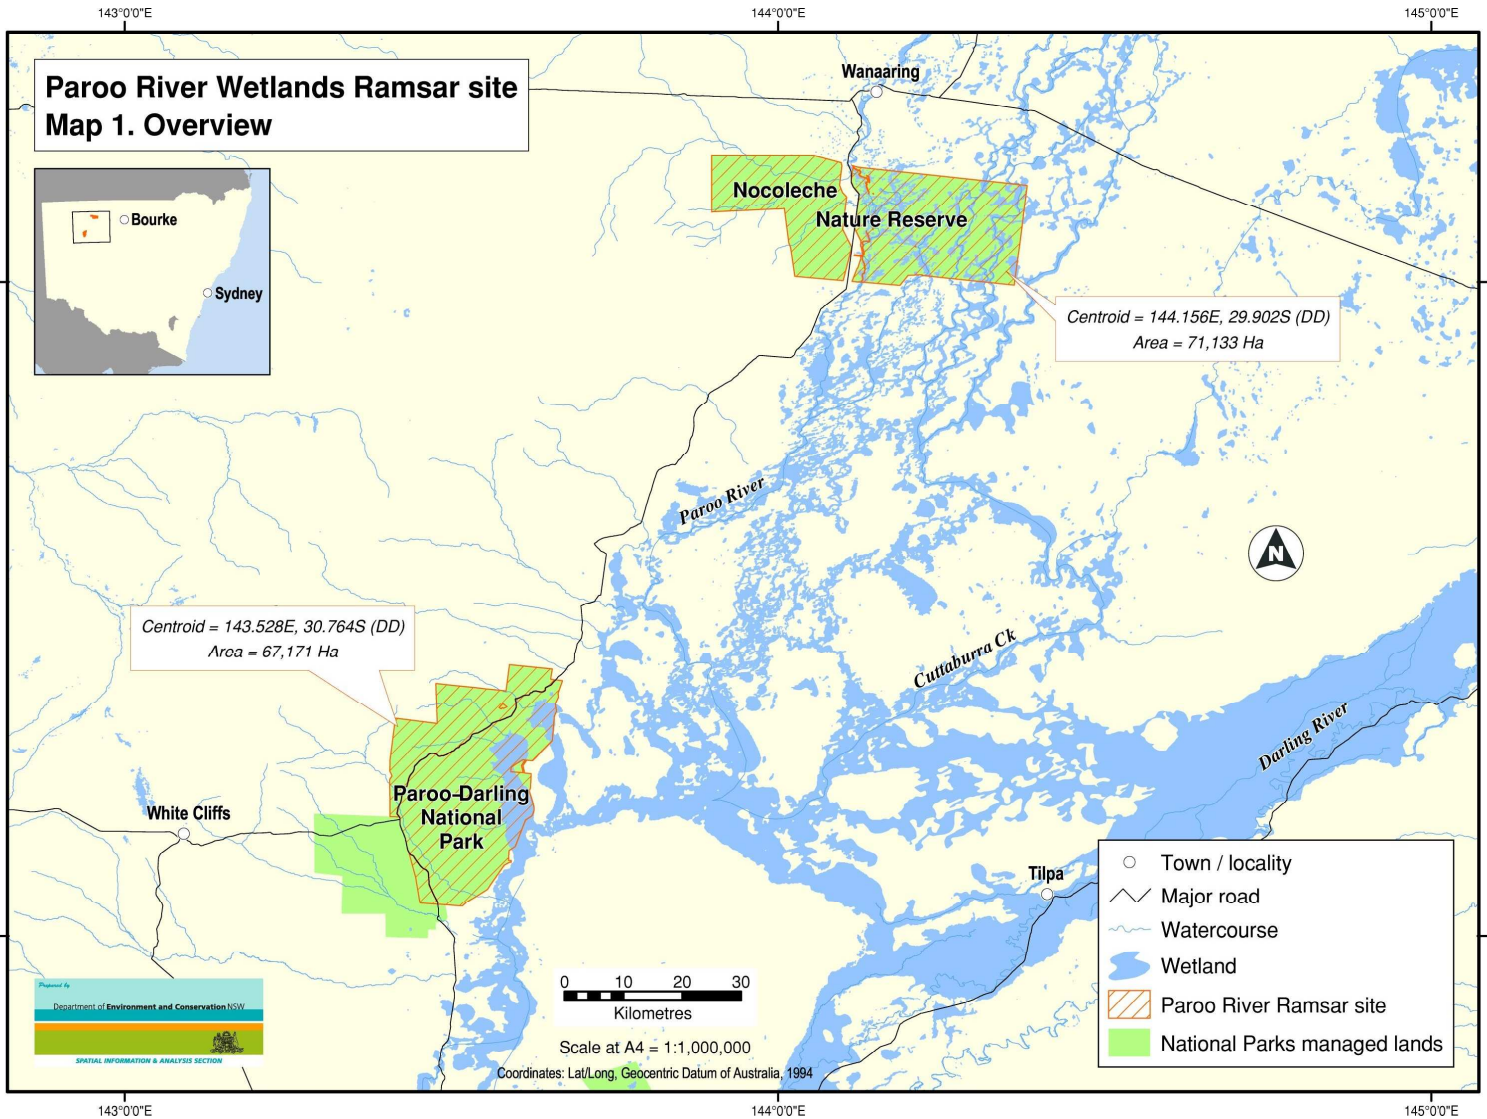 143°0'0"E
144°0'0"E
145°0'0"E
Paroo River Wetlands Ramsar site
Map 1. Overview
Wanaaring
Nocoleche
Nature Reserve
Bourke
Sydney
Centroid = 144.156E, 29.902S (DD)
Area = 71,133 Ha
Paroo River
N
Centroid = 143.528E, 30.764S (DD)
Area = 67,171 Ha
Cuttaburra Ck
Darling River
Paroo-Darling
National
Park
White Cliffs
Tilpa
Town / locality
Major road
Watercourse
Wetland
Paroo River Ramsar site
National Parks managed lands
0 10 20 30
Kilometres
Scale at A4 = 1:1,000,000
Coordinates: Lat/Long, Geocentric Datum of Australia, 1994
Prepared by
Department of Environment and Conservation NSW
SPATIAL INFORMATION & ANALYSIS SECTION
143°0'0"E
144°0'0"E
145°0'0"E